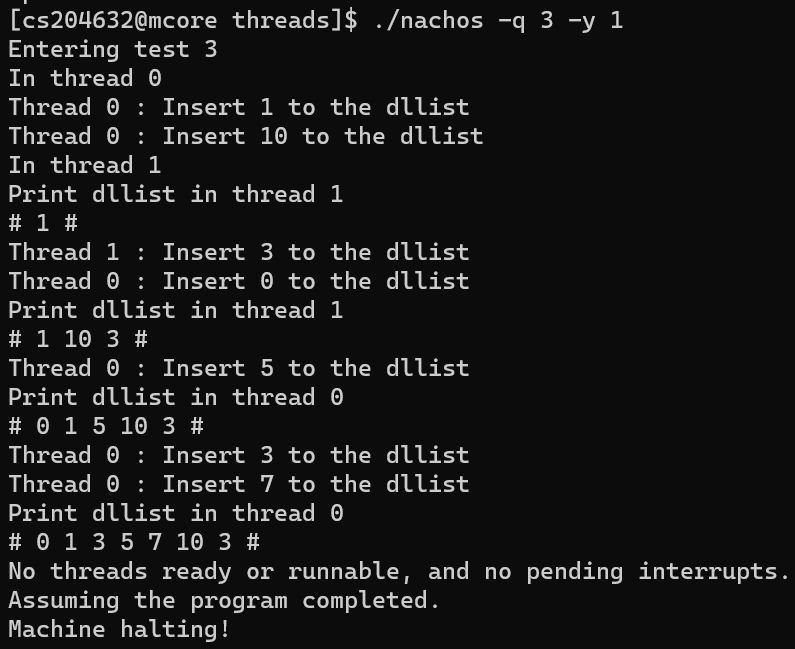 [cs204632@mcore threads]$ ./nachos -q 3 -y 1
Entering test 3
In thread 0
Thread 0 : Insert 1 to the dllist
Thread 0 : Insert 10 to the dllist
In thread 1
Print dllist in thread 1
# 1 #
Thread 1 : Insert 3 to the dllist
Thread 0 : Insert 0 to the dllist
Print dllist in thread 1
# 1 10 3 #
Thread 0 : Insert 5 to the dllist
Print dllist in thread 0
# 0 1 5 10 3 #
Thread 0 : Insert 3 to the dllist
Thread 0 : Insert 7 to the dllist
Print dllist in thread 0
# 0 1 3 5 7 10 3 #
No threads ready or runnable, and no pending interrupts.
Assuming the program completed.
Machine halting!